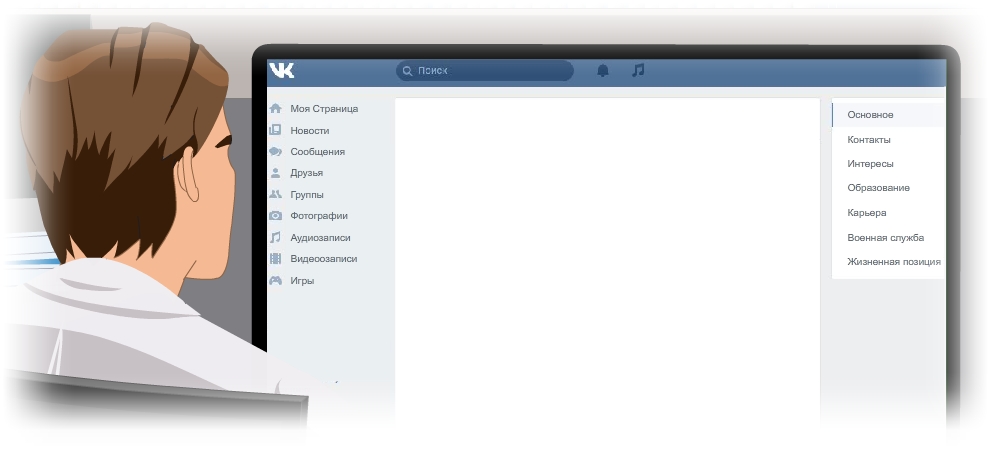 VK
Поиск
Моя Страница
Новости
Сообщения
Друзья
Группы
Фотографии
Аудиозаписи
Видеозаписи
Игры
Основное
Контакты
Интересы
Образование
Карьера
Военная служба
Жизненная позиция